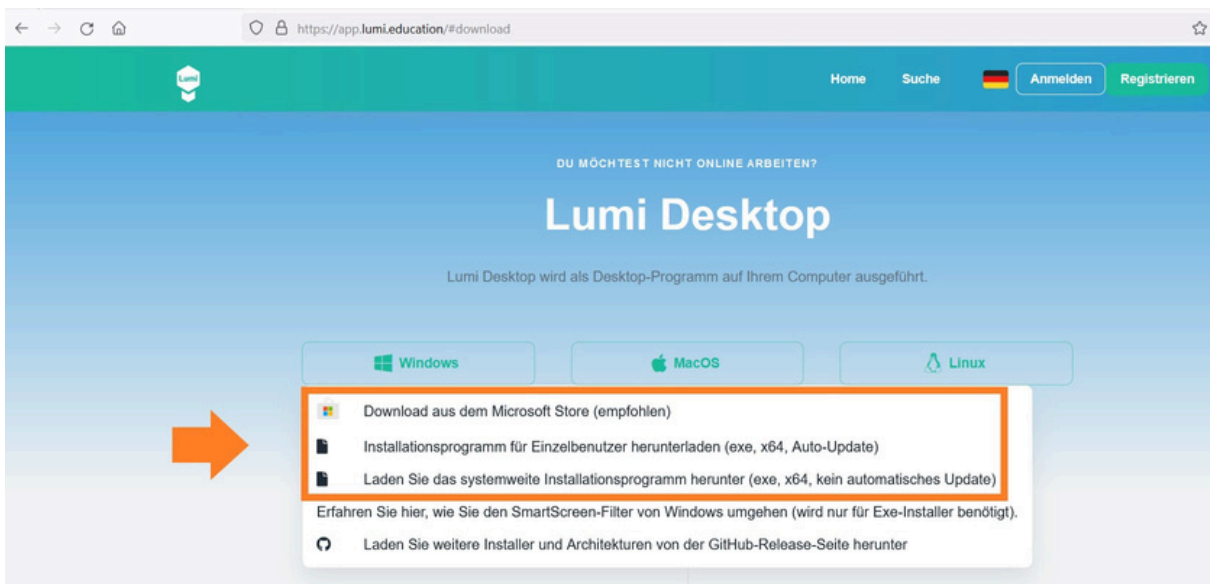 https://app.lumi.education/#download
Lumi
Home Suche Anmelden Registrieren
DU MÖCHTEST NICHT ONLINE ARBEITEN?
Lumi Desktop
Lumi Desktop wird als Desktop-Programm auf Ihrem Computer ausgeführt.
Windows MacOS Linux
Download aus dem Microsoft Store (empfohlen)
Installationsprogramm für Einzelbenutzer herunterladen (exe, x64, Auto-Update)
Laden Sie das systemweite Installationsprogramm herunter (exe, x64, kein automatisches Update)
Erfahren Sie hier, wie Sie den SmartScreen-Filter von Windows umgehen (wird nur für Exe-Installer benötigt).
Laden Sie weitere Installer und Architekturen von der GitHub-Release-Seite herunter